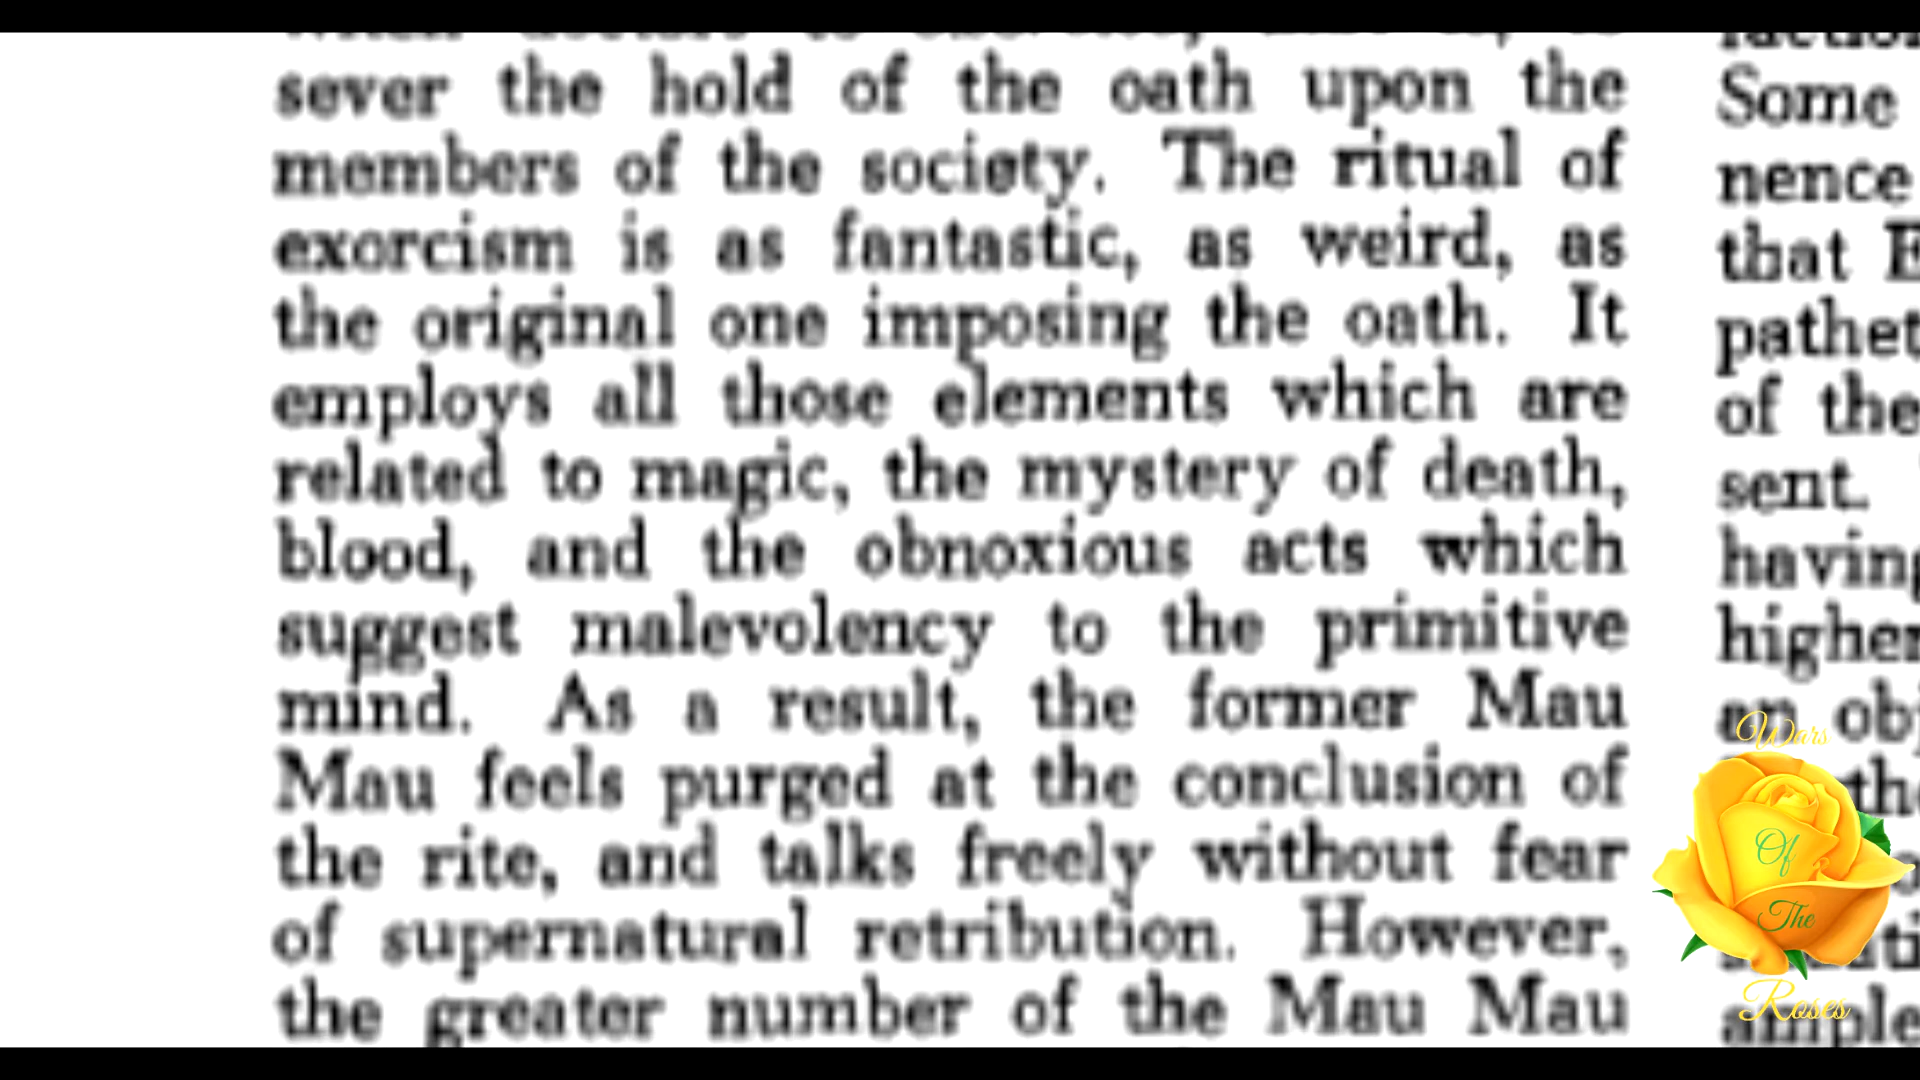 sever the hold of the oath upon the
members of the society. The ritual of
exorcism is as fantastic, as weird, as
the original one imposing the oath. It
employs all those elements which are
related to magic, the mystery of death,
blood, and the obnoxious acts which
suggest malevolency to the primitive
mind. As a result, the former Mau
Mau feels purged at the conclusion of
the rite, and talks freely without fear
of supernatural retribution. However,
the greater number of the Mau Mau
Some
nence
that
of the
sent.
having
higher
an
Wars
Of
The
Roses